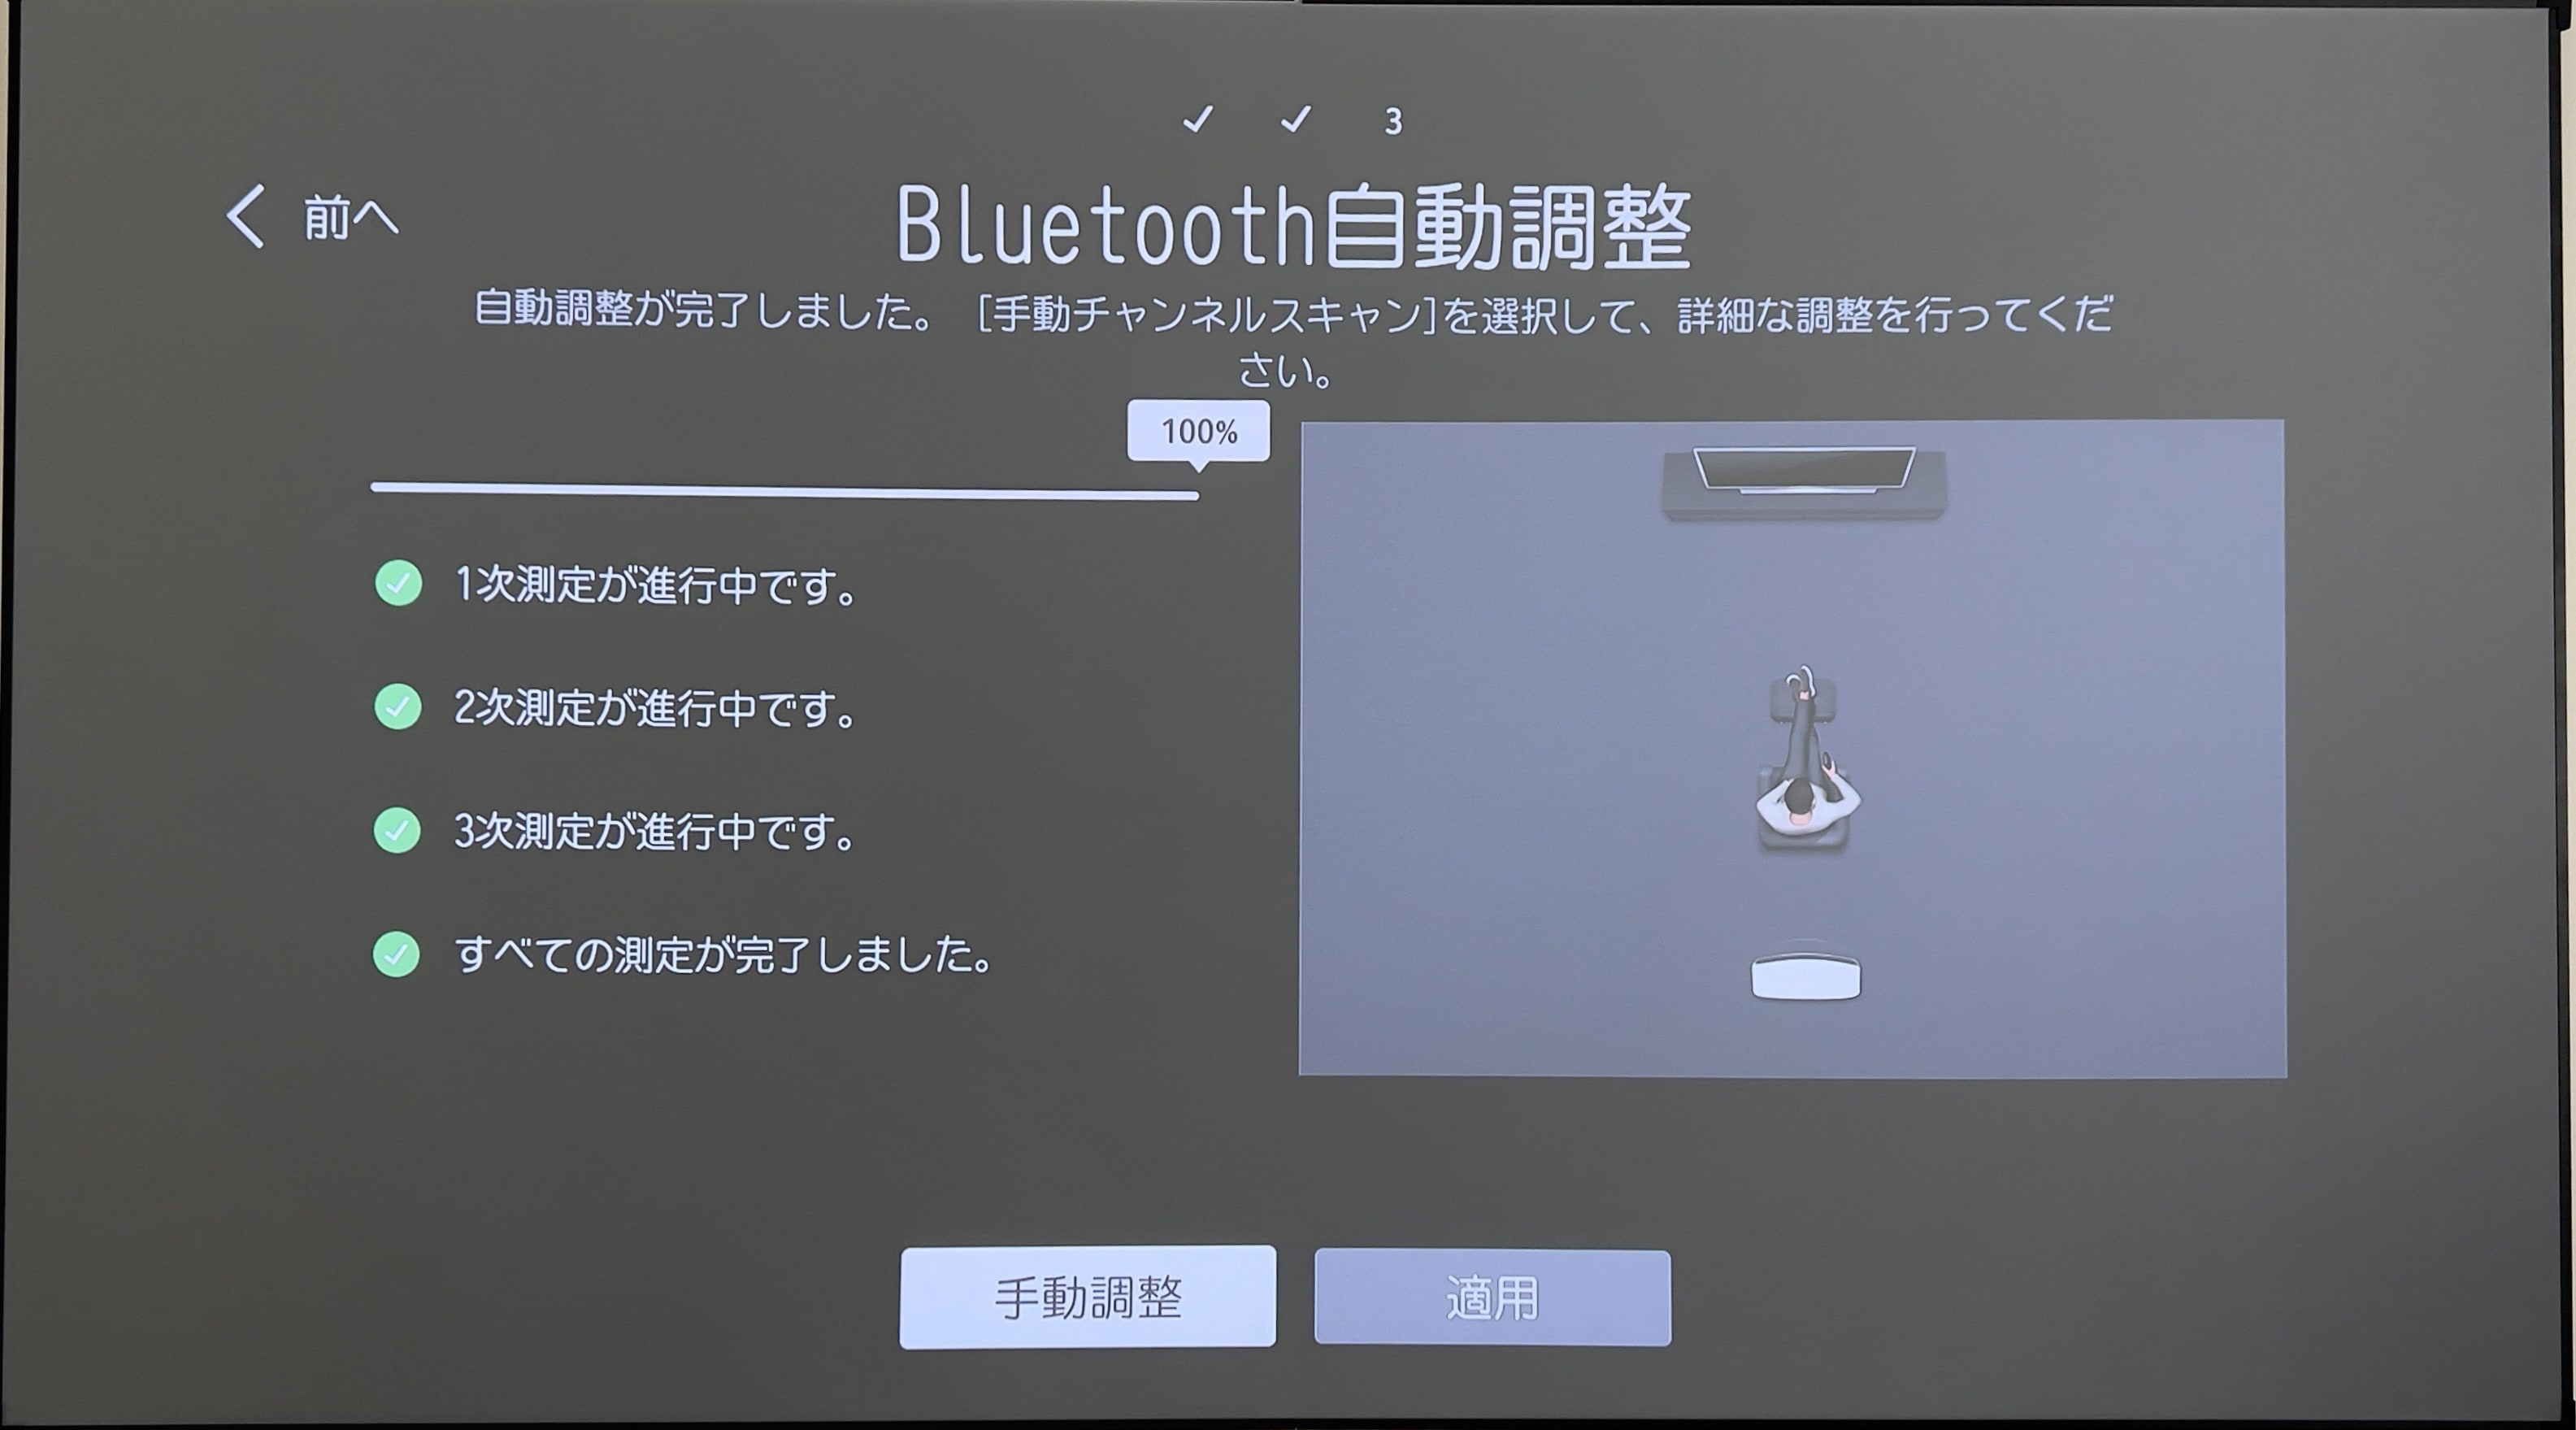 3
前へ
Bluetooth自動調整
自動調整が完了しました。 [手動チャンネルスキャン]を選択して、詳細な調整を行ってくだ
さい。
100%
1次測定が進行中です。
2次測定が進行中です。
3次測定が進行中です。
すべての測定が完了しました。
手動調整
適用